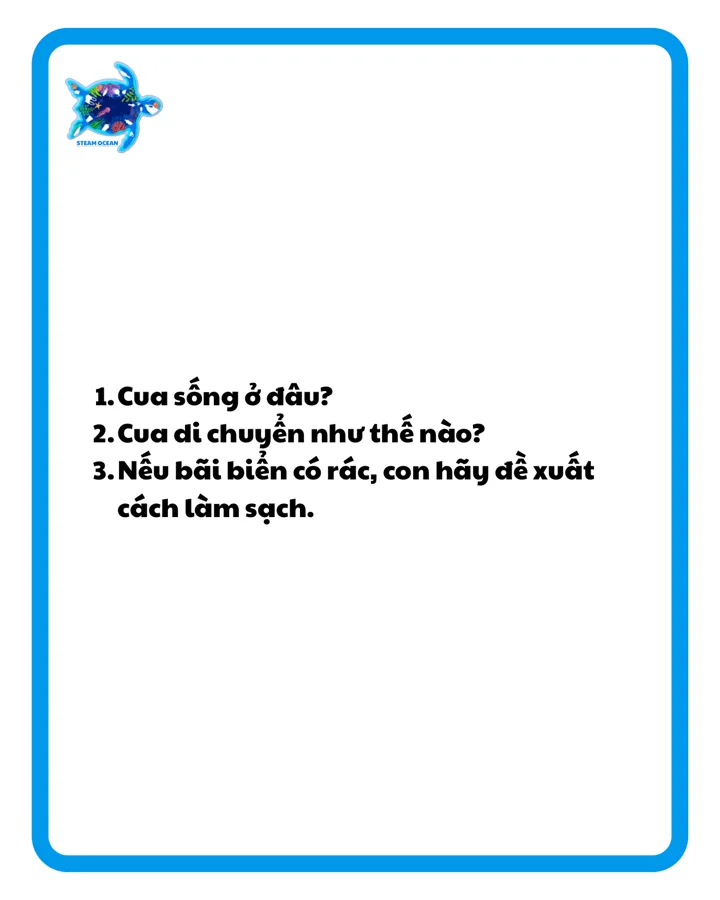 STEAM OCEAN
1. Cua sống ở đâu?
2. Cua di chuyển như thế nào?
3. Nếu bãi biển có rác, con hãy đề xuất
cách làm sạch.